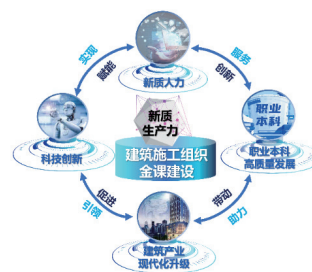 实现
赋能
新质人力
服务
创新
科技创新
新质
生产力
建筑施工组织
金课建设
职业
本科
职业本科
高质量发展
促进
引领
带动
助力
建筑产业
现代化升级